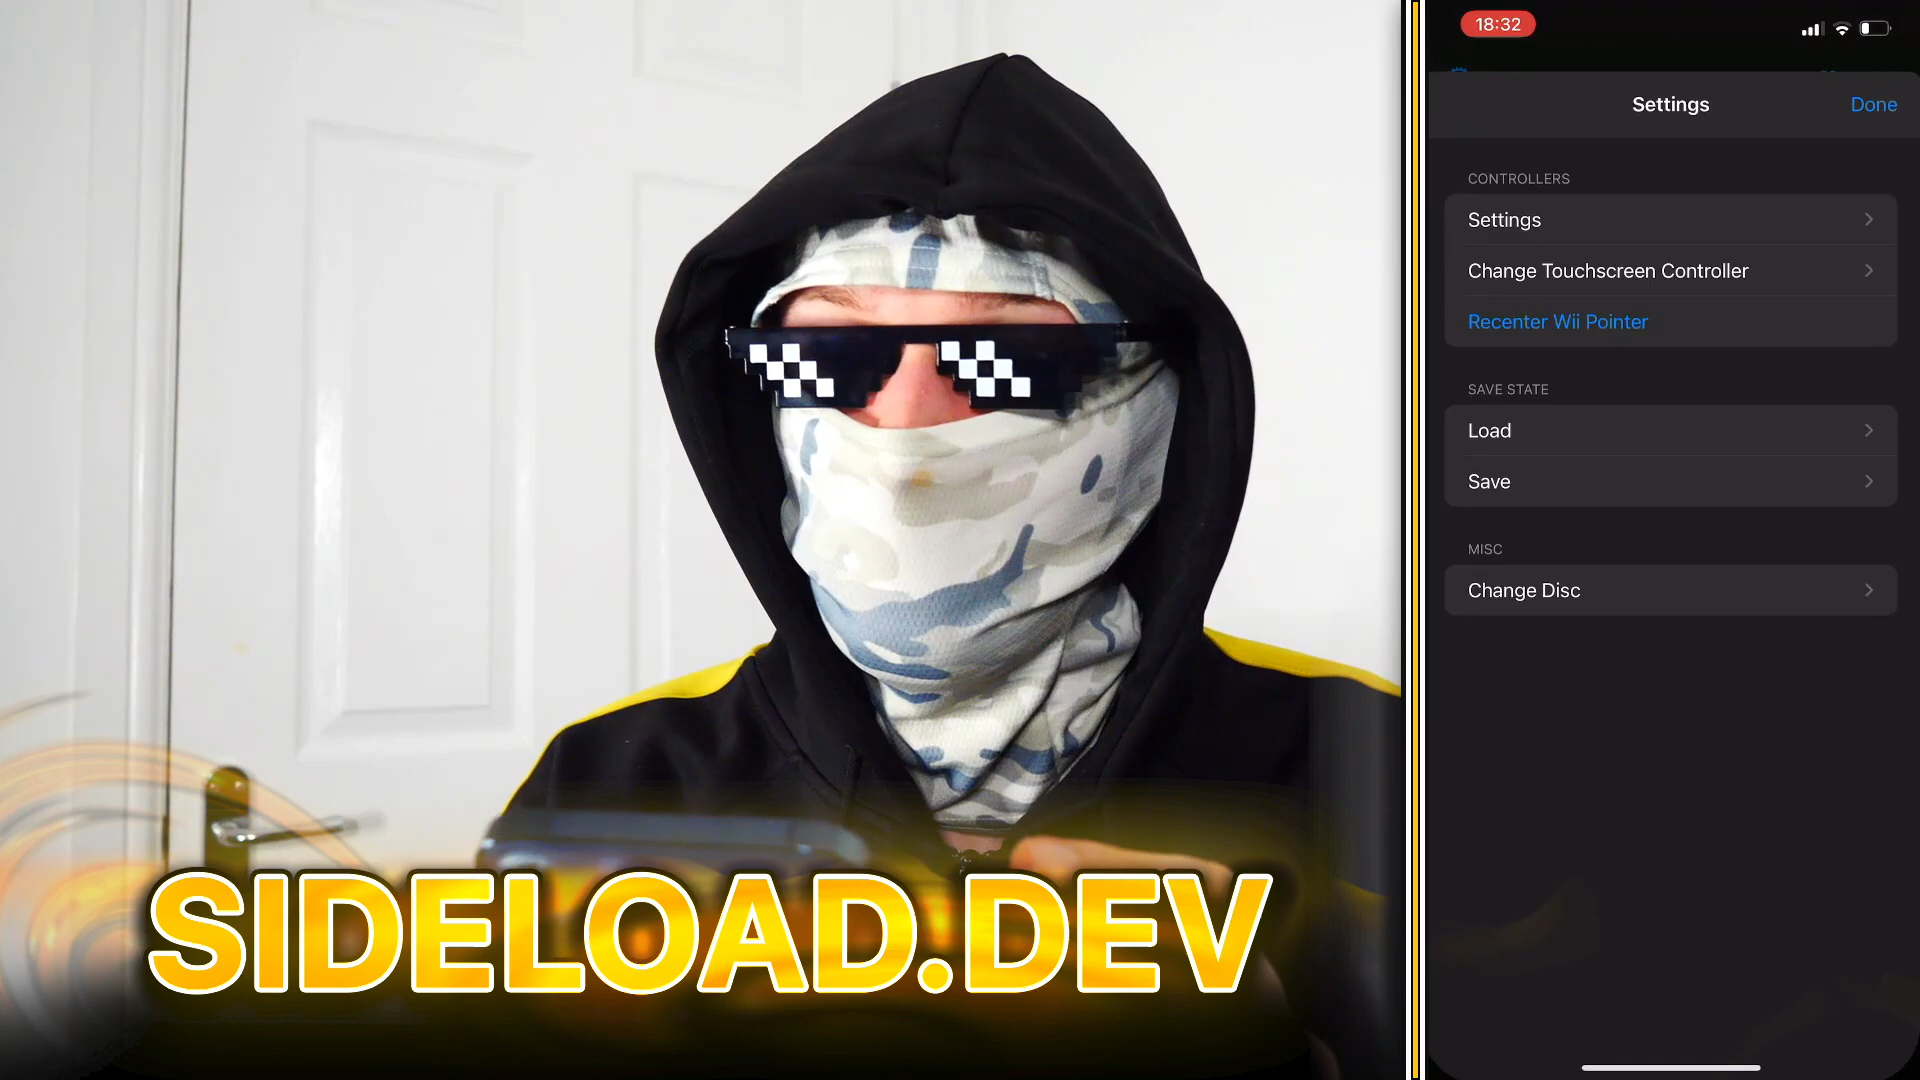 SIDELOAD.DEV
18:32
Settings
Done
CONTROLLERS
Settings
Change Touchscreen Controller
Recenter Wii Pointer
SAVE STATE
Load
Save
MISC
Change Disc